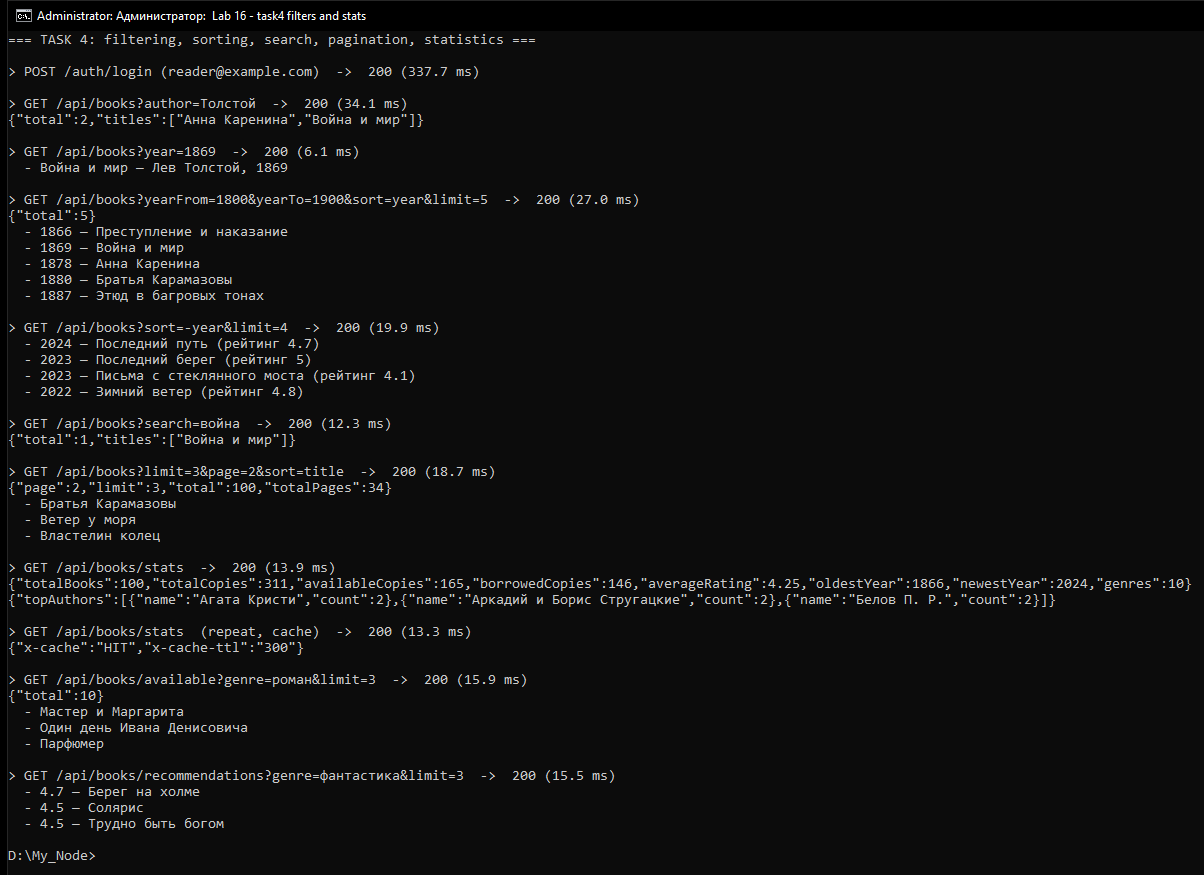 Administrator: Администратор: Lab 16 - task4 filters and stats
=== TASK 4: filtering, sorting, search, pagination, statistics ===
> POST /auth/login (reader@example.com)  ->  200 (337.7 ms)
> GET /api/books?author=Толстой  ->  200 (34.1 ms)
{"total":2,"titles":["Анна Каренина","Война и мир"]}
> GET /api/books?year=1869  ->  200 (6.1 ms)
  - Война и мир — Лев Толстой, 1869
> GET /api/books?yearFrom=1800&yearTo=1900&sort=year&limit=5  ->  200 (27.0 ms)
{"total":5}
  - 1866 — Преступление и наказание
  - 1869 — Война и мир
  - 1878 — Анна Каренина
  - 1880 — Братья Карамазовы
  - 1887 — Этюд в багровых тонах
> GET /api/books?sort=-year&limit=4  ->  200 (19.9 ms)
  - 2024 — Последний путь (рейтинг 4.7)
  - 2023 — Последний берег (рейтинг 5)
  - 2023 — Письма с стеклянного моста (рейтинг 4.1)
  - 2022 — Зимний ветер (рейтинг 4.8)
> GET /api/books?search=война  ->  200 (12.3 ms)
{"total":1,"titles":["Война и мир"]}
> GET /api/books?limit=3&page=2&sort=title  ->  200 (18.7 ms)
{"page":2,"limit":3,"total":100,"totalPages":34}
  - Братья Карамазовы
  - Ветер у моря
  - Властелин колец
> GET /api/books/stats  ->  200 (13.9 ms)
{"totalBooks":100,"totalCopies":311,"availableCopies":165,"borrowedCopies":146,"averageRating":4.25,"oldestYear":1866,"newestYear":2024,"genres":10}
{"topAuthors":[{"name":"Агата Кристи","count":2},{"name":"Аркадий и Борис Стругацкие","count":2},{"name":"Белов П. Р.","count":2}]}
> GET /api/books/stats  (repeat, cache)  ->  200 (13.3 ms)
{"x-cache":"HIT","x-cache-ttl":"300"}
> GET /api/books/available?genre=роман&limit=3  ->  200 (15.9 ms)
{"total":10}
  - Мастер и Маргарита
  - Один день Ивана Денисовича
  - Парфюмер
> GET /api/books/recommendations?genre=фантастика&limit=3  ->  200 (15.5 ms)
  - 4.7 — Берег на холме
  - 4.5 — Солярис
  - 4.5 — Трудно быть богом
D:\My_Node>